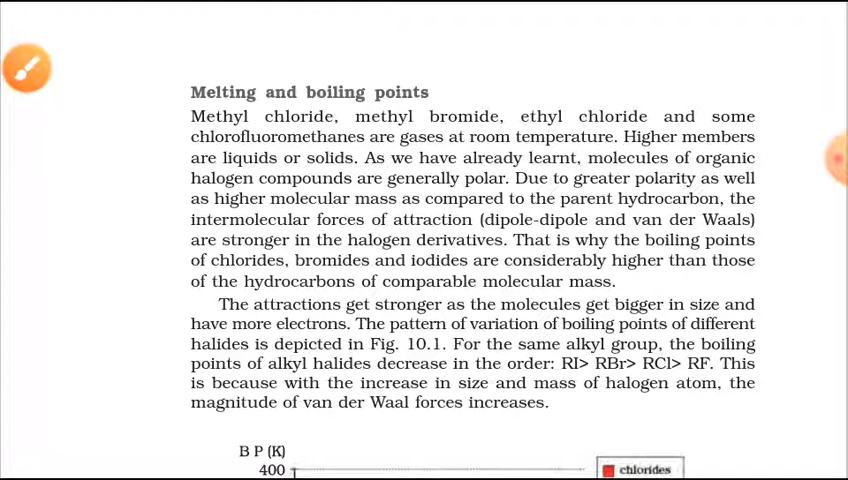 Melting and boiling points
Methyl chloride, methyl bromide, ethyl chloride and some
chlorofluoromethanes are gases at room temperature. Higher members
are liquids or solids. As we have already learnt, molecules of organic
halogen compounds are generally polar. Due to greater polarity as well
as higher molecular mass as compared to the parent hydrocarbon, the
intermolecular forces of attraction (dipole-dipole and van der Waals)
are stronger in the halogen derivatives. That is why the boiling points
of chlorides, bromides and iodides are considerably higher than those
of the hydrocarbons of comparable molecular mass.
The attractions get stronger as the molecules get bigger in size and
have more electrons. The pattern of variation of boiling points of different
halides is depicted in Fig. 10.1. For the same alkyl group, the boiling
points of alkyl halides decrease in the order: RI> RBr> RCl> RF. This
is because with the increase in size and mass of halogen atom, the
magnitude of van der Waal forces increases.
B P (K)
400
chlorides